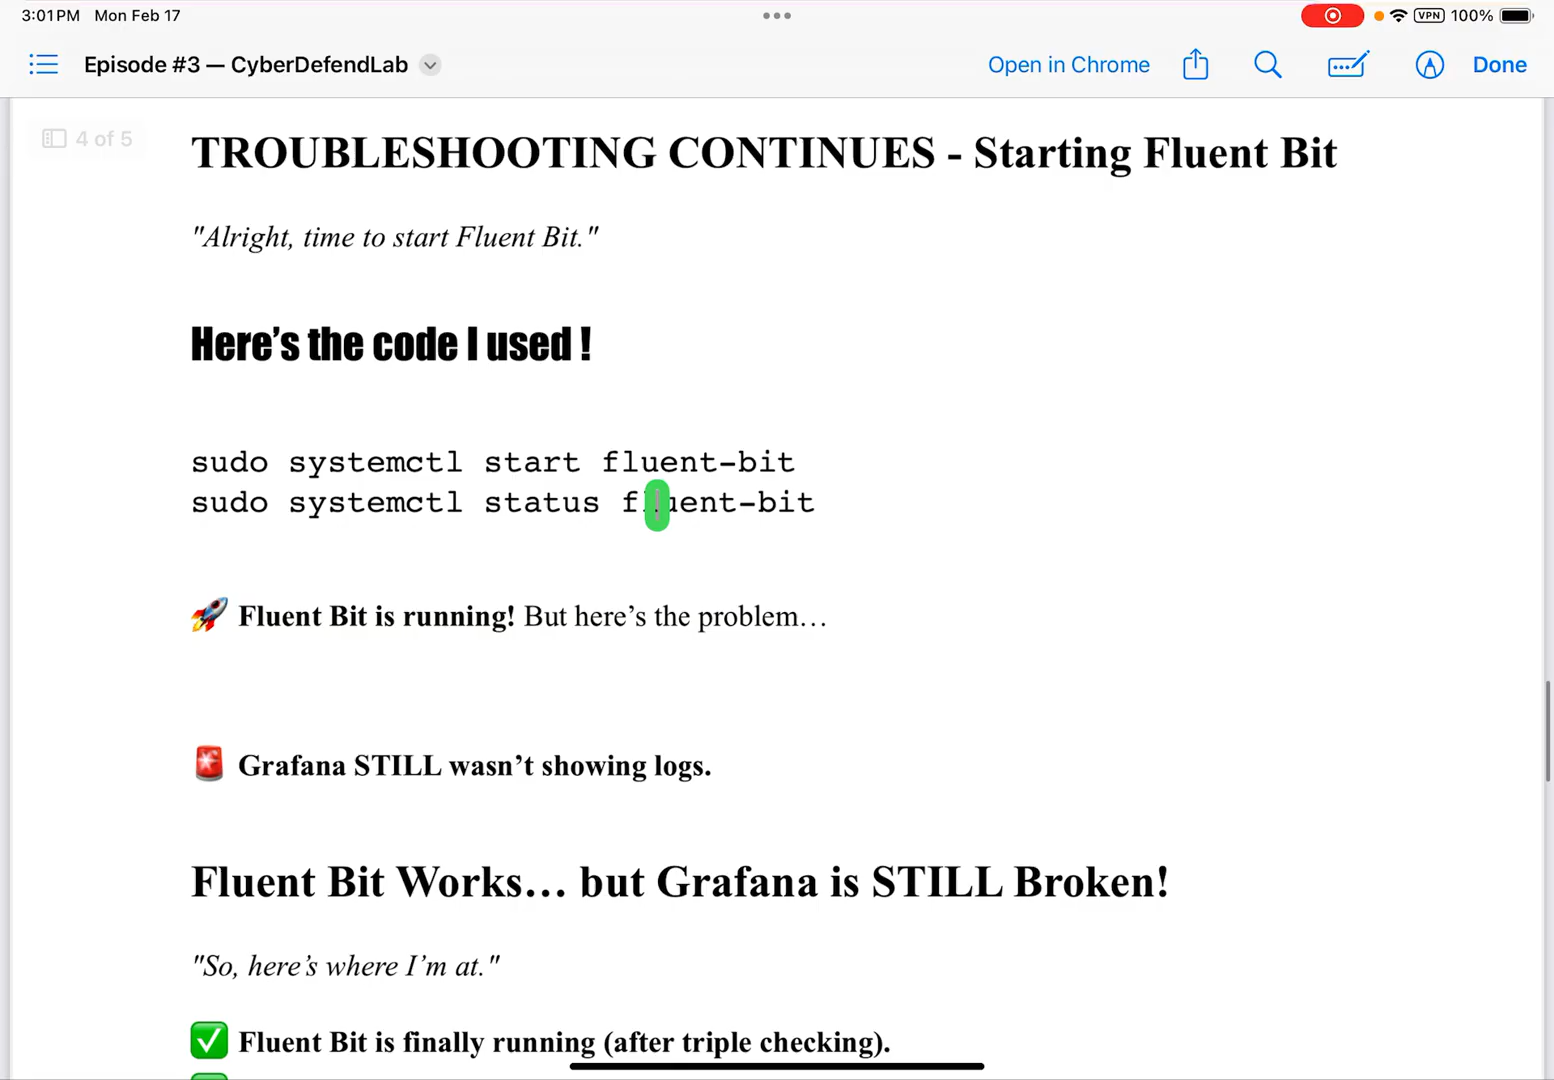 3:01 PM Mon Feb 17
VPN 100%
Episode #3 — CyberDefendLab
Open in Chrome
Done
4 of 5
TROUBLESHOOTING CONTINUES - Starting Fluent Bit
"Alright, time to start Fluent Bit."
Here’s the code I used !
sudo systemctl start fluent-bit
sudo systemctl status fluent-bit
🚀 Fluent Bit is running! But here’s the problem…
🚨 Grafana STILL wasn’t showing logs.
Fluent Bit Works… but Grafana is STILL Broken!
"So, here’s where I’m at."
✅ Fluent Bit is finally running (after triple checking).